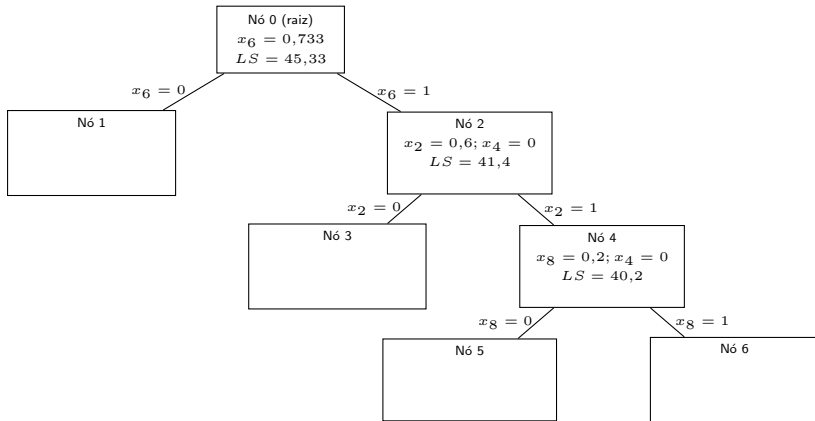 Nó 0 (raiz)
x6 = 0,733
LS = 45,33
x6 = 0
x6 = 1
Nó 1
Nó 2
x2 = 0,6; x4 = 0
LS = 41,4
x2 = 0
x2 = 1
Nó 3
Nó 4
x8 = 0,2; x4 = 0
LS = 40,2
x8 = 0
x8 = 1
Nó 5
Nó 6